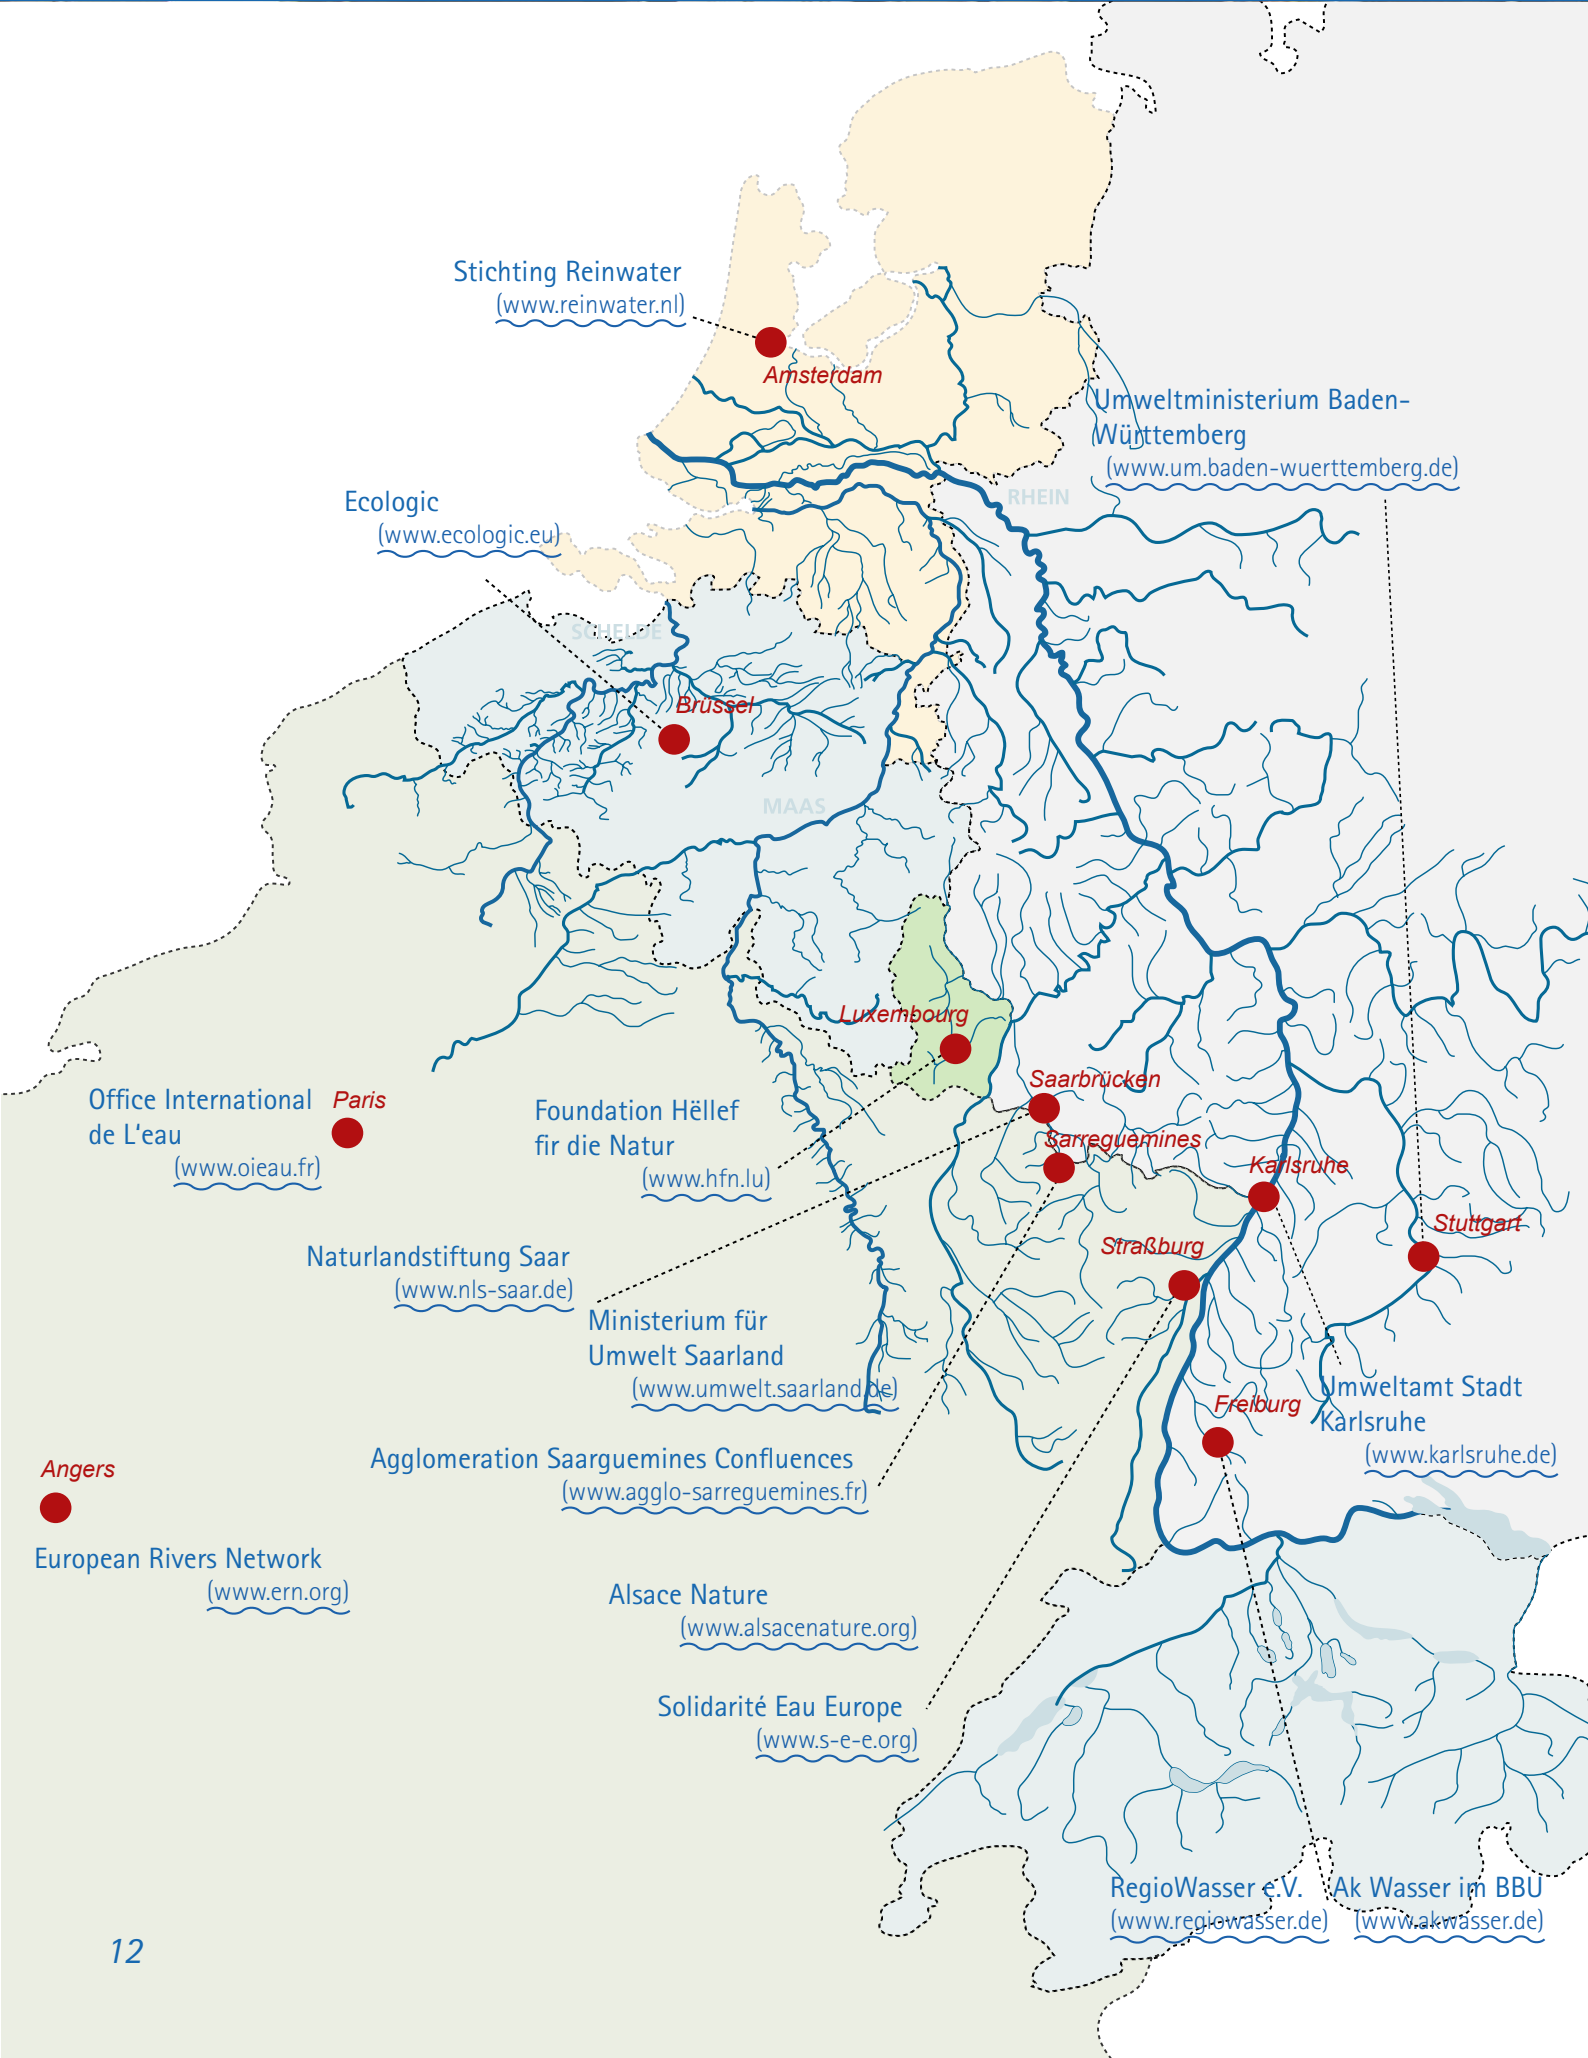 Stichting Reinwater
(www.reinwater.nl)
Amsterdam
Umweltministerium Baden-
Württemberg
(www.um.baden-wuerttemberg.de)
RHEIN
Ecologic
(www.ecologic.eu)
SCHELDE
Brüssel
MAAS
Luxembourg
Saarbrücken
Office International
de L'eau
(www.oieau.fr)
Paris
Foundation Hëllef
fir die Natur
(www.hfn.lu)
Sarreguemines
Karlsruhe
Stuttgart
Straßburg
Naturlandstiftung Saar
(www.nls-saar.de)
Ministerium für
Umwelt Saarland
(www.umwelt.saarland.de)
Freiburg
Umweltamt Stadt
Karlsruhe
(www.karlsruhe.de)
Agglomeration Saarguemines Confluences
(www.agglo-sarreguemines.fr)
Angers
European Rivers Network
(www.ern.org)
Alsace Nature
(www.alsacenature.org)
Solidarité Eau Europe
(www.s-e-e.org)
RegioWasser e.V.
(www.regiowasser.de)
Ak Wasser im BBU
(www.akwasser.de)
12